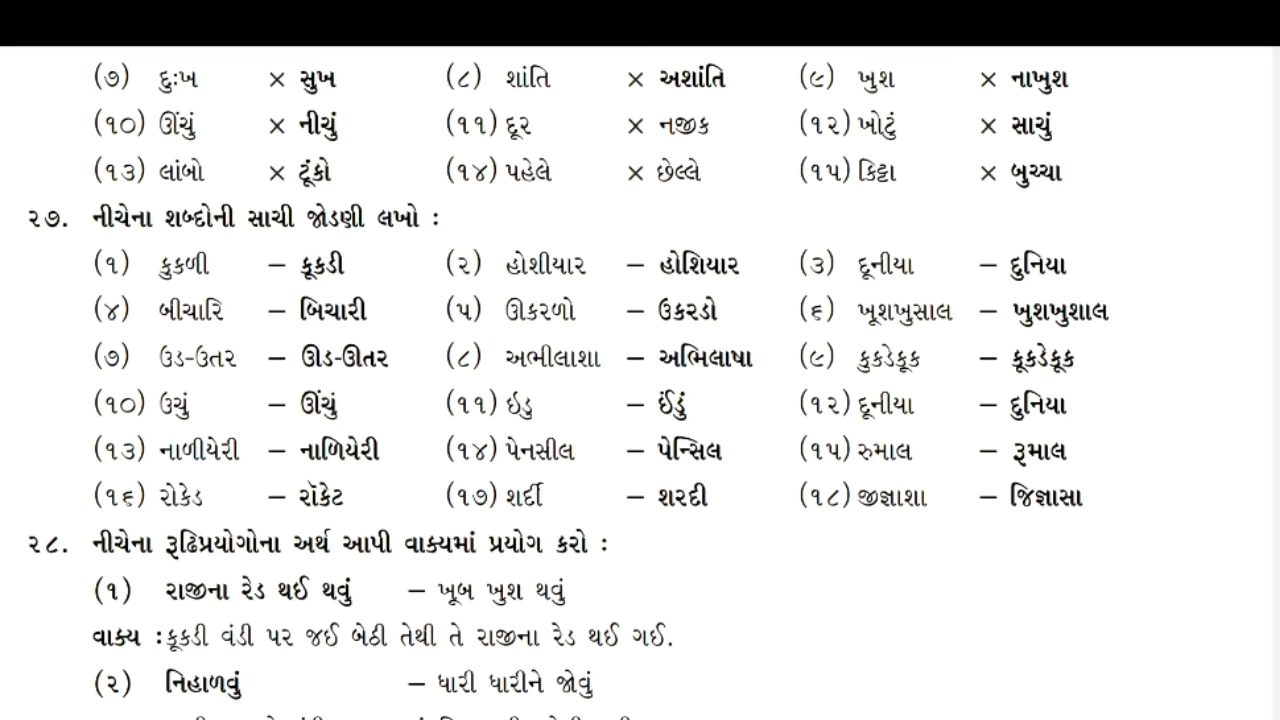 (૭) દુઃખ × સુખ (૮) શાંતિ × અશાંતિ (૯) ખુશ × નાખુશ
(૧૦) ઊંચું × નીચું (૧૧) દૂર × નજીક (૧૨) ખોટું × સાચું
(૧૩) લાંબો × ટૂંકો (૧૪) પહેલે × છેલ્લે (૧૫) કિટ્ટા × બુચ્ચા
૨૭. નીચેના શબ્દોની સાચી જોડણી લખો :
(૧) કુકળી – કૂકડી (૨) હોશીયાર – હોશિયાર (૩) દૂનીયા – દુનિયા
(૪) બીચારિ – બિચારી (૫) ઊકરળો – ઉકરડો (૬) ખૂશખુસાલ – ખુશખુશાલ
(૭) ઉડ-ઉતર – ઊડ-ઊતર (૮) અભીલાશા – અભિલાષા (૯) કુકડેકૂક – કૂકડેકૂક
(૧૦) ઉચું – ઊંચું (૧૧) ઇડુ – ઈંડું (૧૨) દૂનીયા – દુનિયા
(૧૩) નાળીયેરી – નાળિયેરી (૧૪) પેનસીલ – પેન્સિલ (૧૫) રુમાલ – રૂમાલ
(૧૬) રોકેડ – રૉકેટ (૧૭) શર્દી – શરદી (૧૮) જીજ્ઞાશા – જિજ્ઞાસા
૨૮. નીચેના રૂઢિપ્રયોગોના અર્થ આપી વાક્યમાં પ્રયોગ કરો :
(૧) રાજીના રેડ થઈ થવું – ખૂબ ખુશ થવું
વાક્ય : કૂકડી વંડી પર જઈ બેઠી તેથી તે રાજીના રેડ થઈ ગઈ.
(૨) નિહાળવું – ધારી ધારીને જોવું